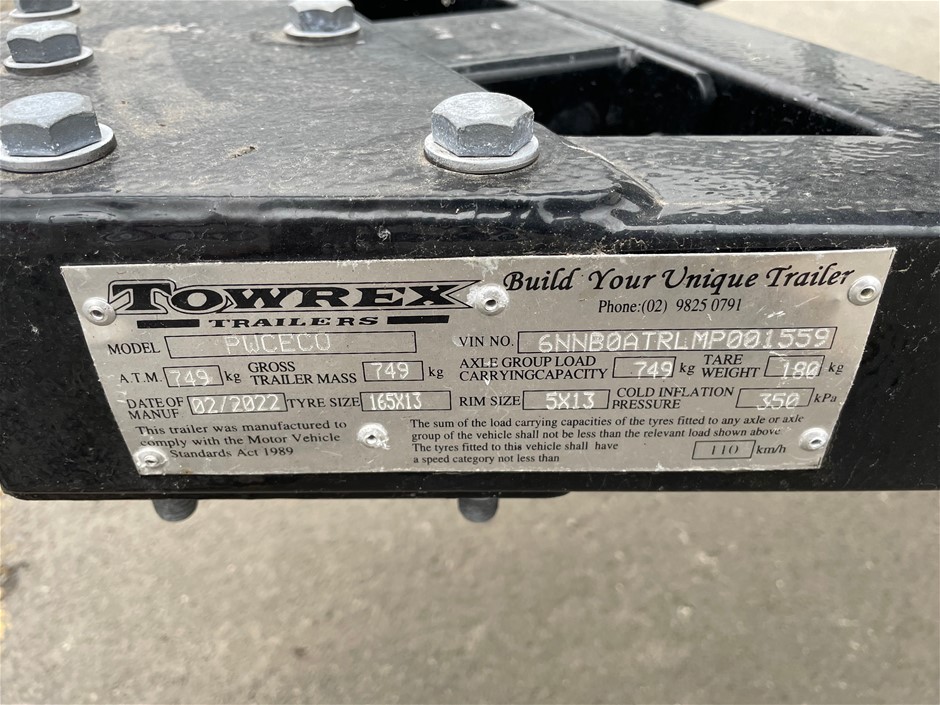 TOWREX Build Your Unique Trailer
TRAILERS Phone:(02) 9825 0791
MODEL PWCECO VIN NO. 6NNB0ATRLMP001559
A.T.M. 749 kg GROSS TRAILER MASS 749 kg AXLE GROUP LOAD CARRYINGCAPACITY 749 kg TARE WEIGHT 180 kg
DATE OF MANUF 02/2022 TYRE SIZE 165X13 RIM SIZE 5X13 COLD INFLATION PRESSURE 350 kPa
This trailer was manufactured to
comply with the Motor Vehicle
Standards Act 1989
The sum of the load carrying capacities of the tyres fitted to any axle or axle
group of the vehicle shall not be less than the relevant load shown above
The tyres fitted to this vehicle shall have
a speed category not less than 110 km/h